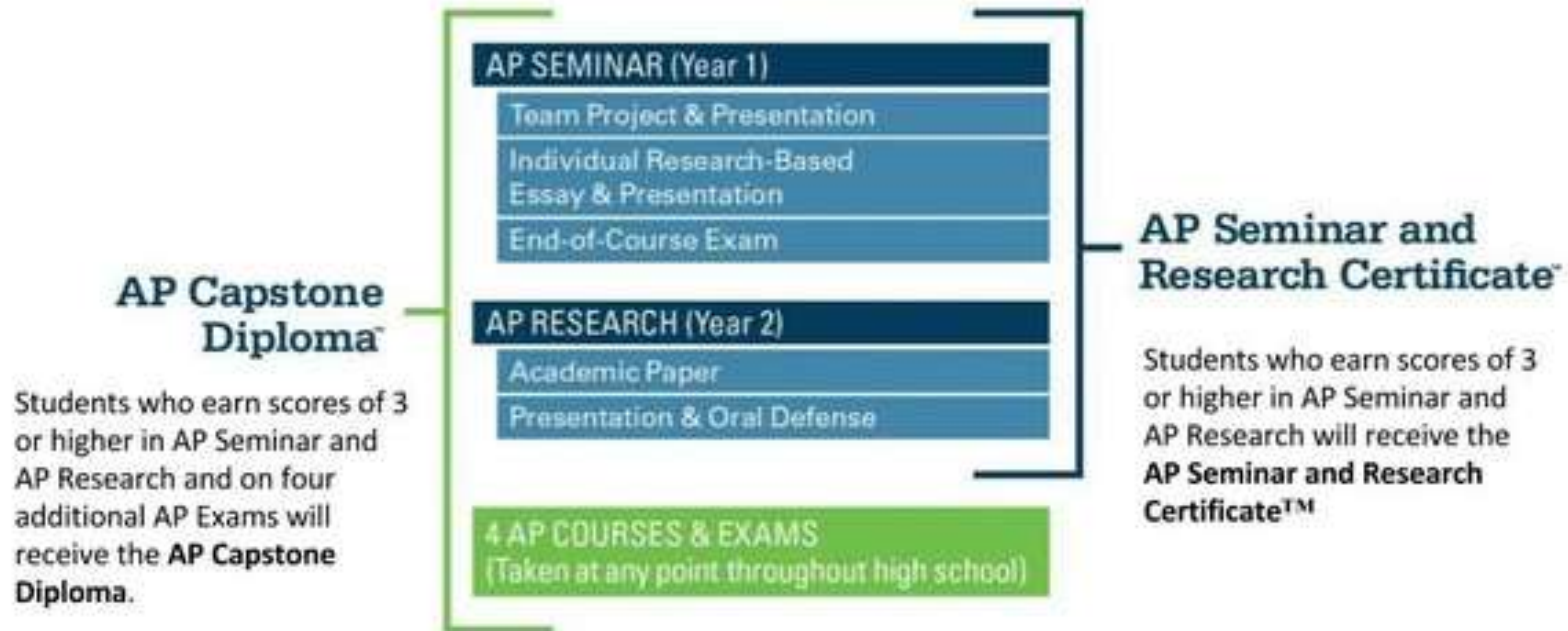 AP Capstone
Diploma™
Students who earn scores of 3
or higher in AP Seminar and
AP Research and on four
additional AP Exams will
receive the AP Capstone
Diploma.
AP SEMINAR (Year 1)
Team Project & Presentation
Individual Research-Based
Essay & Presentation
End-of-Course Exam
AP RESEARCH (Year 2)
Academic Paper
Presentation & Oral Defense
4 AP COURSES & EXAMS
(Taken at any point throughout high school)
AP Seminar and
Research Certificate™
Students who earn scores of 3
or higher in AP Seminar and
AP Research will receive the
AP Seminar and Research
Certificate™